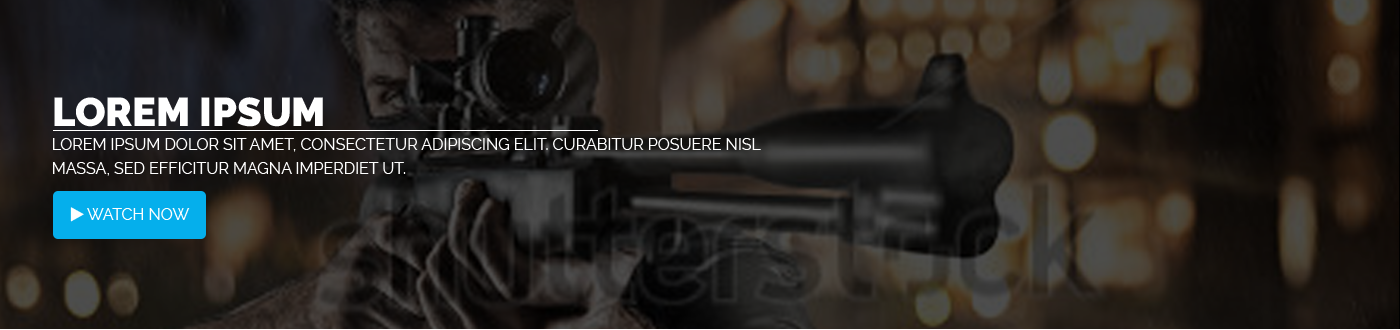 LOREM IPSUM
LOREM IPSUM DOLOR SIT AMET, CONSECTETUR ADIPISCING ELIT. CURABITUR POSUERE NISL
MASSA, SED EFFICITUR MAGNA IMPERDIET UT.
WATCH NOW
shutterstock